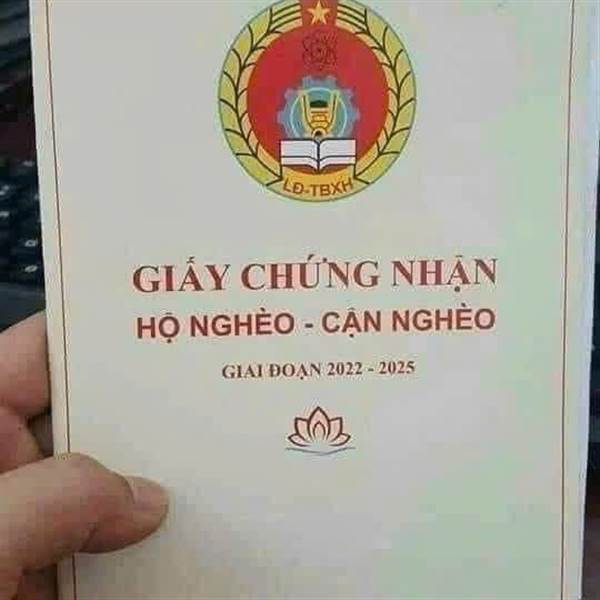 LĐ-TBXH
GIẤY CHỨNG NHẬN
HỘ NGHÈO - CẬN NGHÈO
GIAI ĐOẠN 2022 - 2025